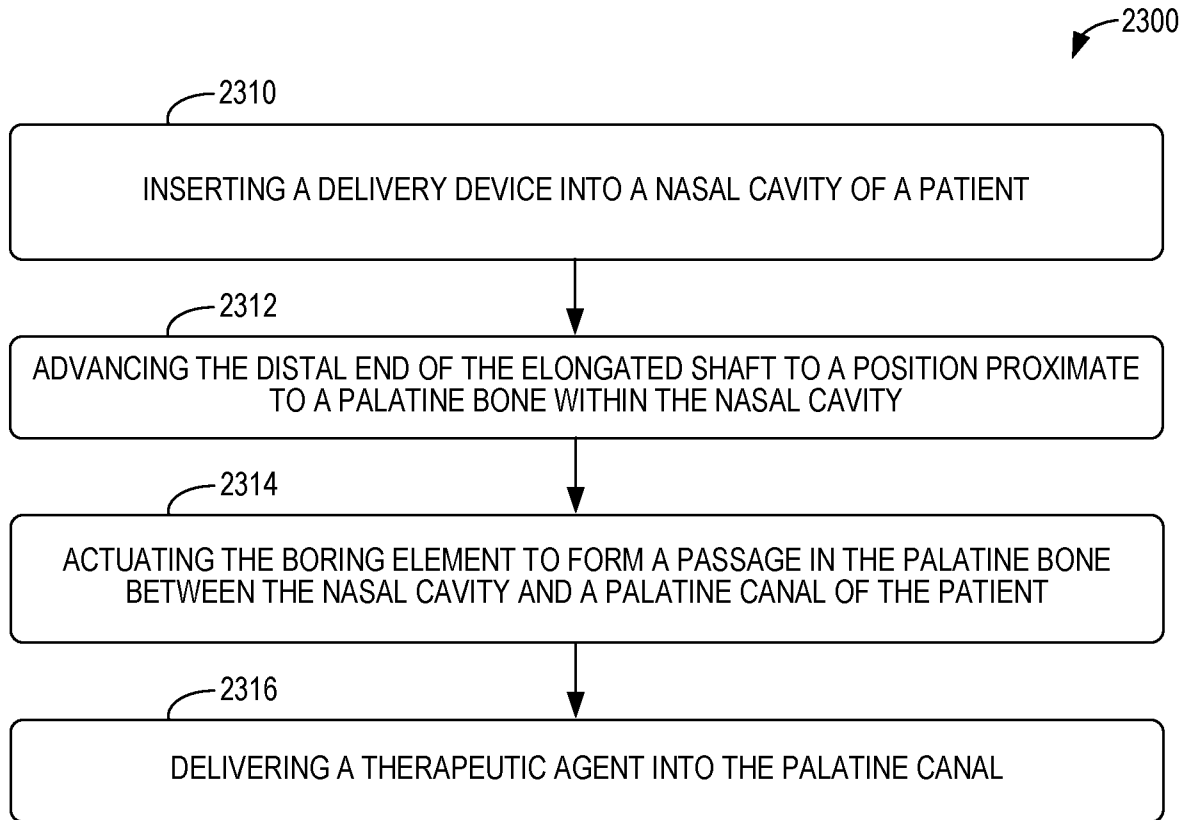 2300
2310
INSERTING A DELIVERY DEVICE INTO A NASAL CAVITY OF A PATIENT
2312
ADVANCING THE DISTAL END OF THE ELONGATED SHAFT TO A POSITION PROXIMATE
TO A PALATINE BONE WITHIN THE NASAL CAVITY
2314
ACTUATING THE BORING ELEMENT TO FORM A PASSAGE IN THE PALATINE BONE
BETWEEN THE NASAL CAVITY AND A PALATINE CANAL OF THE PATIENT
2316
DELIVERING A THERAPEUTIC AGENT INTO THE PALATINE CANAL